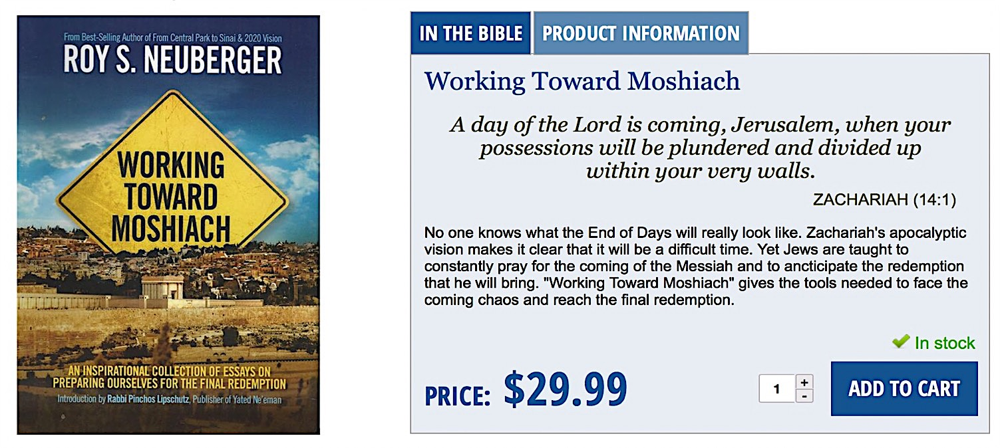 From Best-Selling Author of From Central Park to Sinai & 2020 Vision
ROY S. NEUBERGER
WORKING
TOWARD
MOSHIACH
AN INSPIRATIONAL COLLECTION OF ESSAYS ON
PREPARING OURSELVES FOR THE FINAL REDEMPTION
Introduction by Rabbi Pinchos Lipschutz, Publisher of Yated Ne'eman
IN THE BIBLE
PRODUCT INFORMATION
Working Toward Moshiach
A day of the Lord is coming, Jerusalem, when your
possessions will be plundered and divided up
within your very walls.
ZACHARIAH (14:1)
No one knows what the End of Days will really look like. Zachariah's apocalyptic
vision makes it clear that it will be a difficult time. Yet Jews are taught to
constantly pray for the coming of the Messiah and to ancticipate the redemption
that he will bring. "Working Toward Moshiach" gives the tools needed to face the
coming chaos and reach the final redemption.
In stock
PRICE: $29.99
1
+
-
ADD TO CART